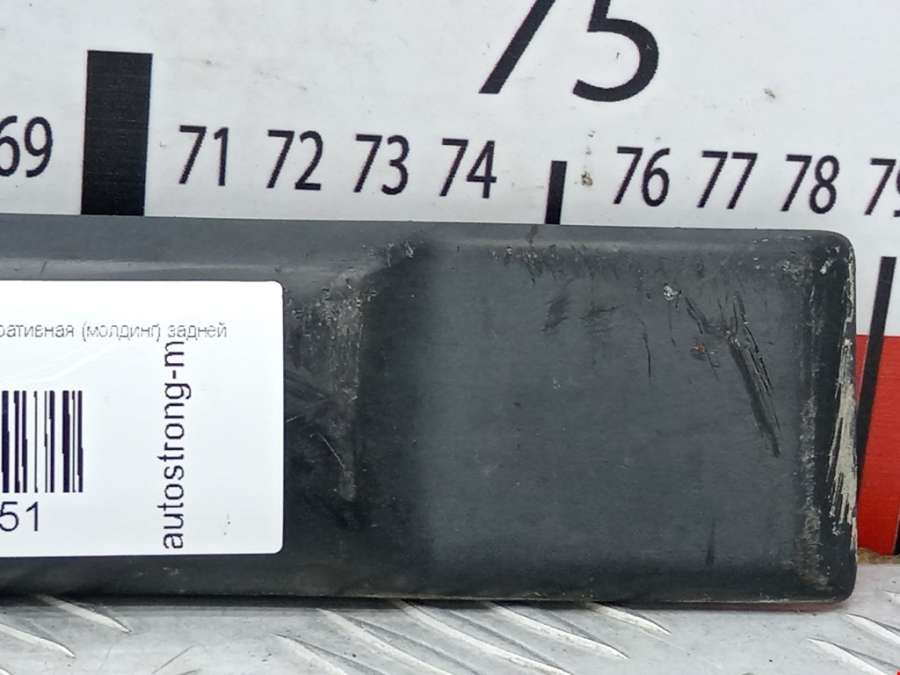 75
69 71 72 73 74 76 77 78 79
ративная (молдинг) задней
autostrong-m
51